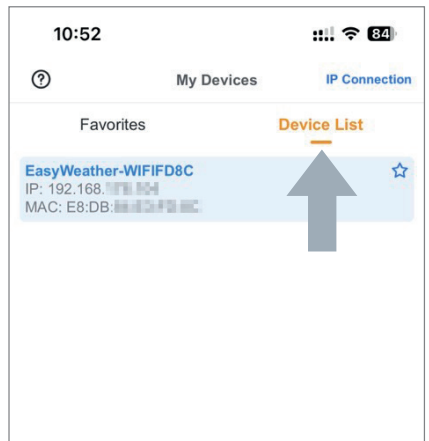 10:52
84
My Devices
IP Connection
Favorites
Device List
EasyWeather-WIFIFD8C
IP: 192.168.
MAC: E8:DB: